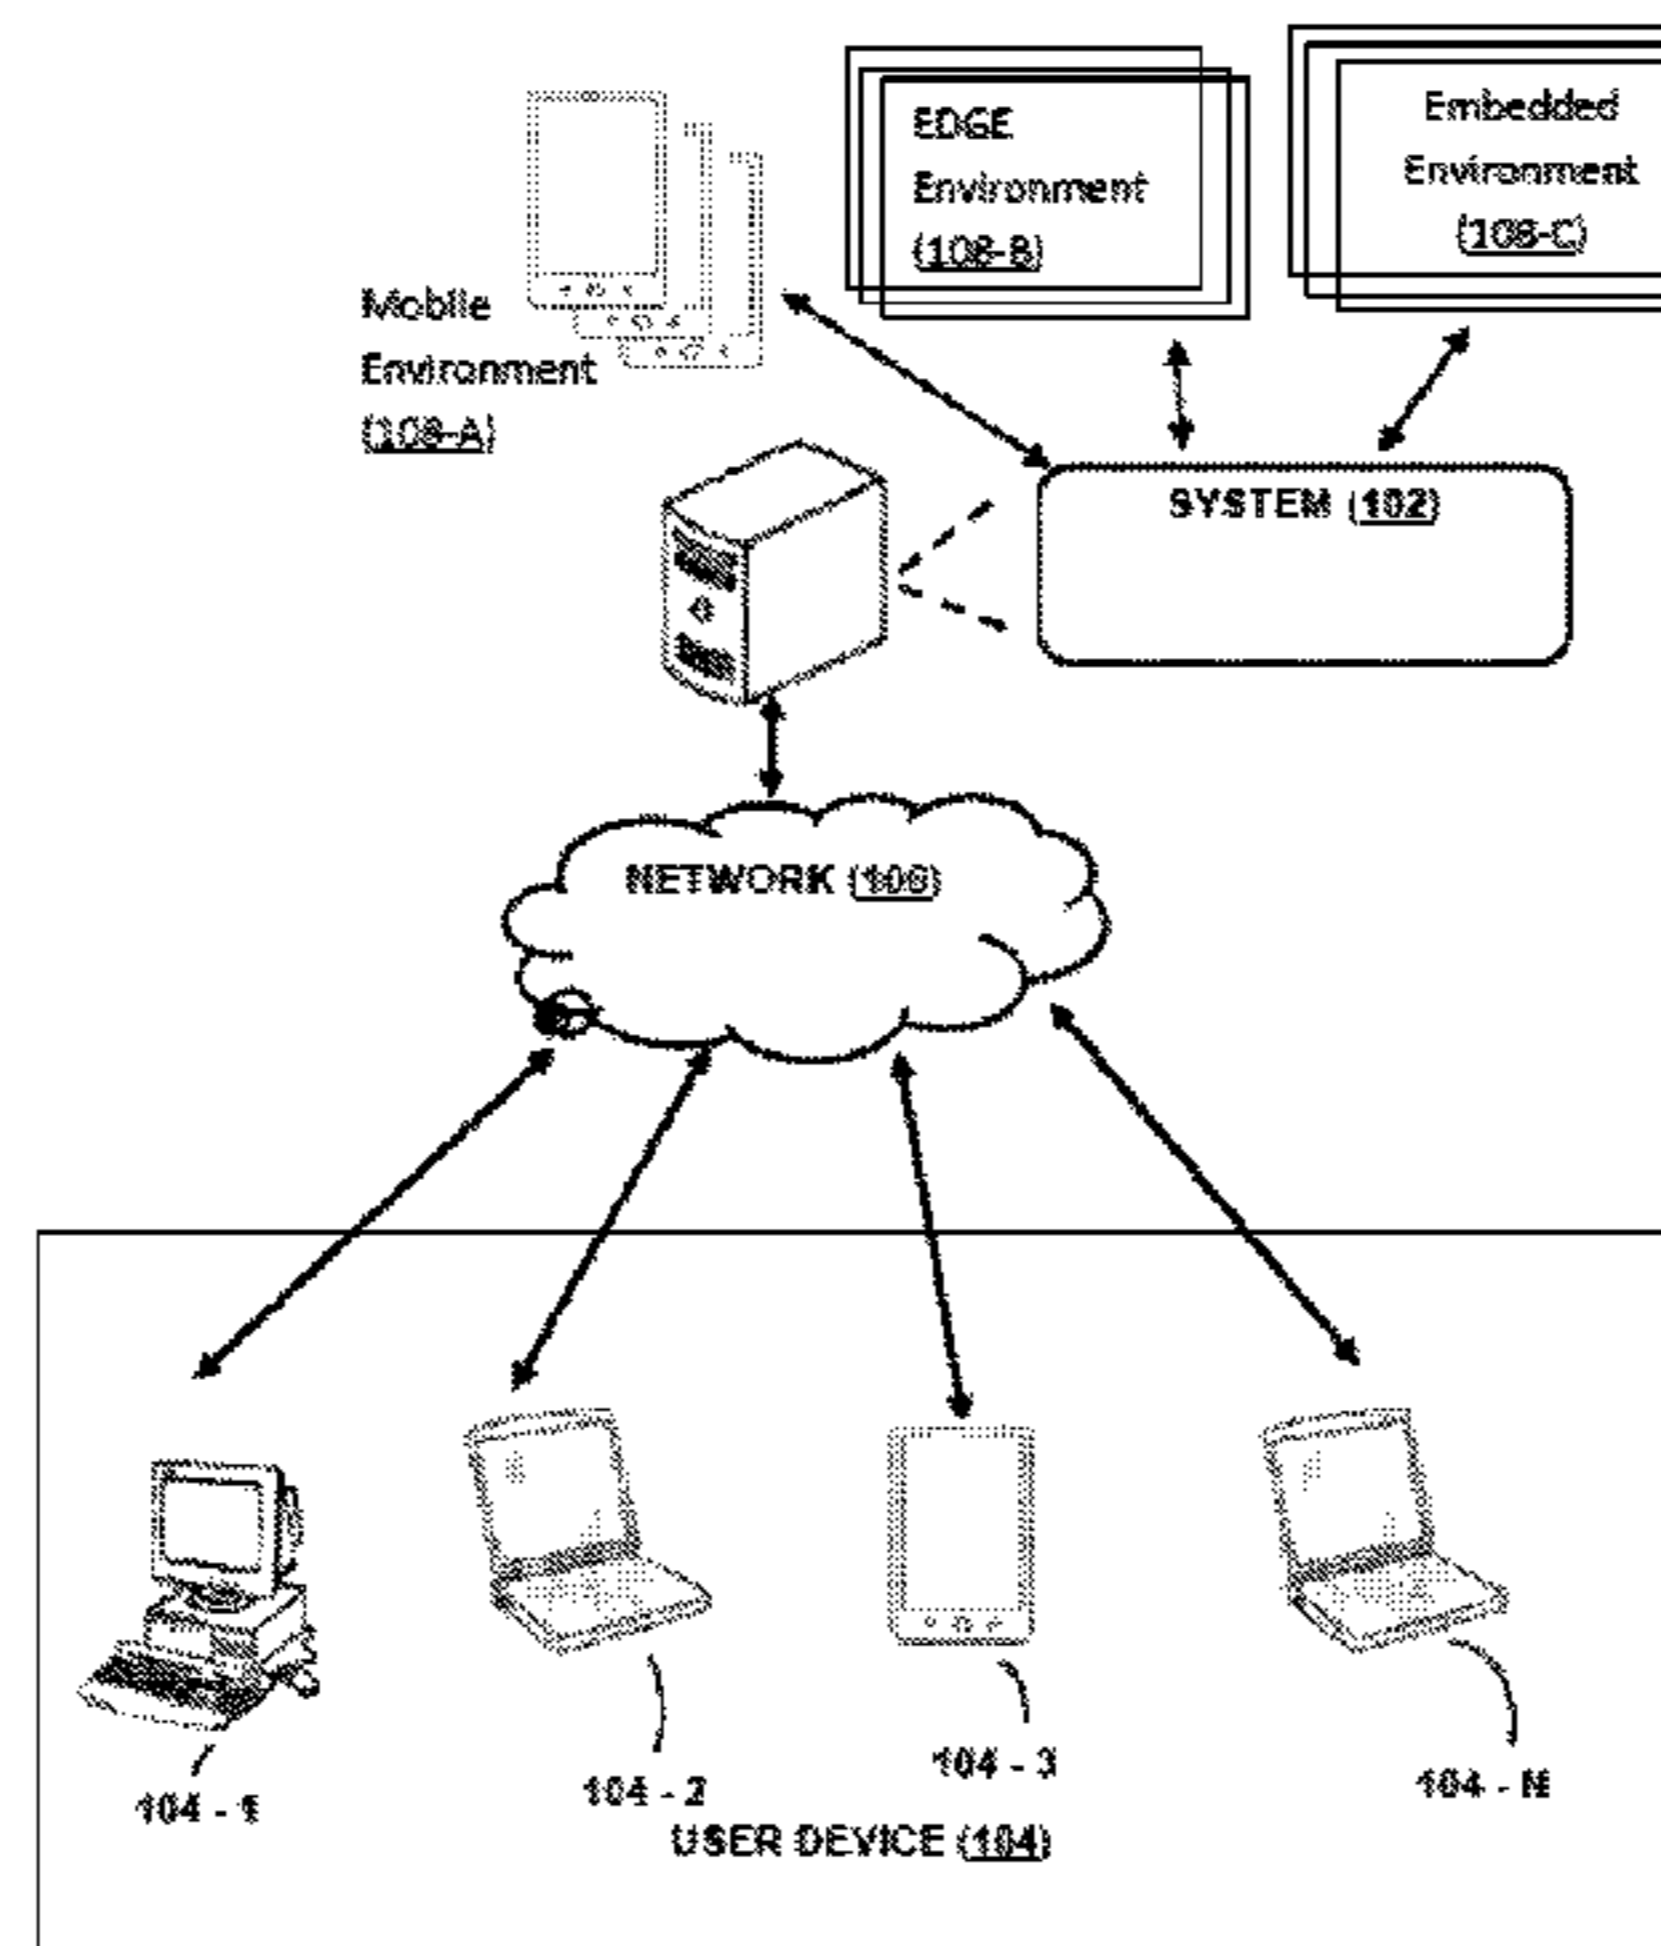 EDGE
Environment
(108-B)
Embedded
Environment
(108-C)
Mobile
Environment
(108-A)
SYSTEM (102)
NETWORK (106)
104 - 1
104 - 2
104 - 3
104 - N
USER DEVICE (104)